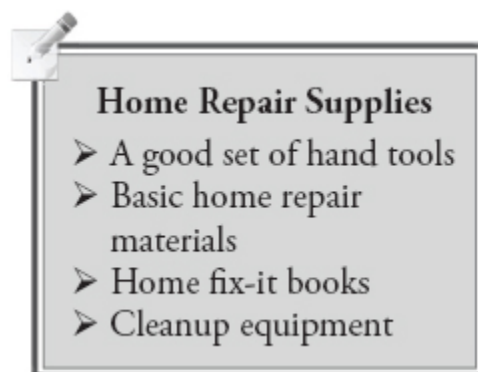 Home Repair Supplies
➢ A good set of hand tools
➢ Basic home repair
materials
➢ Home fix-it books
➢ Cleanup equipment